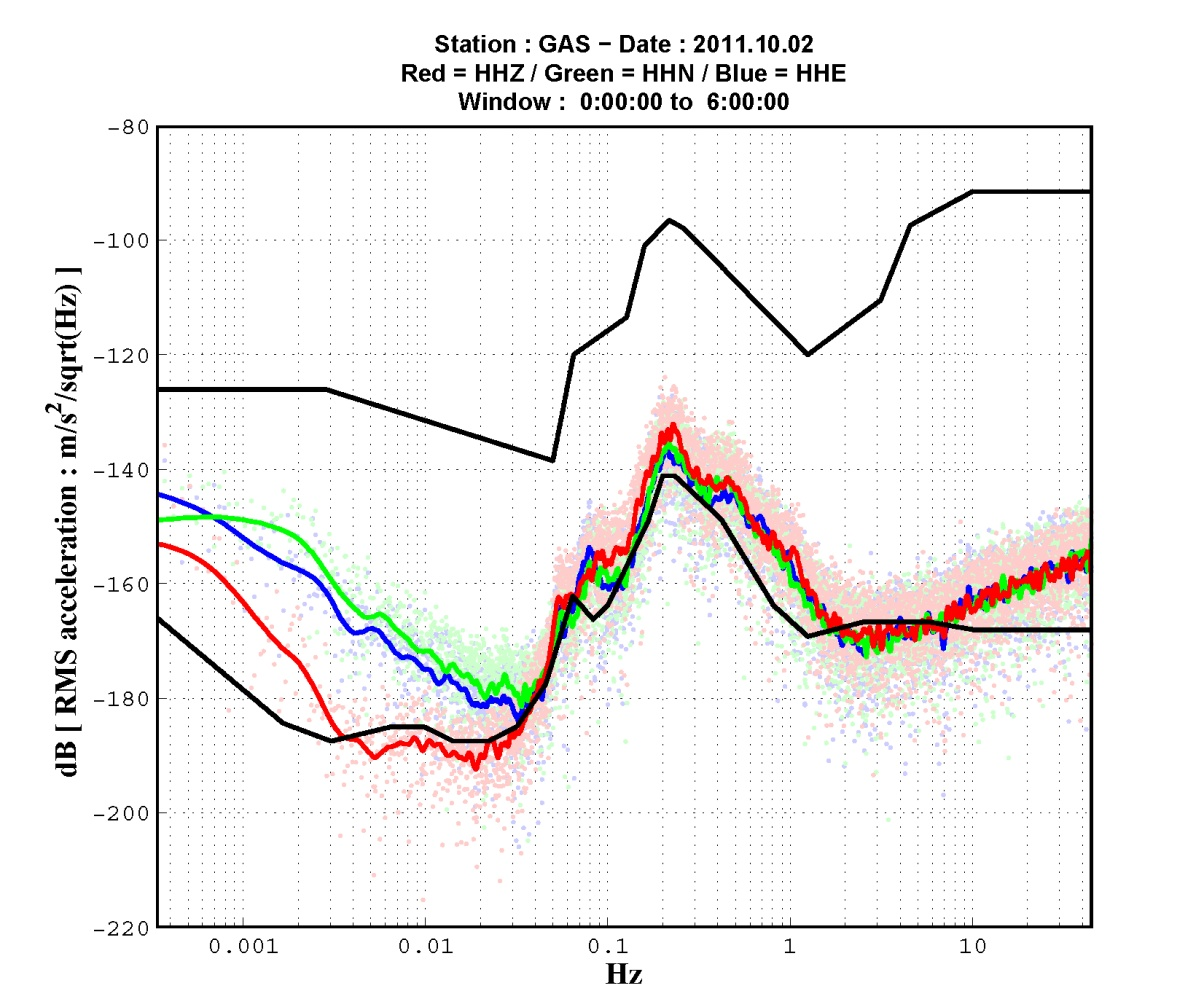 Station : GAS − Date : 2011.10.02
Red = HHZ / Green = HHN / Blue = HHE
Window :  0:00:00 to  6:00:00
dB [ RMS acceleration : m/s²/sqrt(Hz) ]
−80
−100
−120
−140
−160
−180
−200
−220
0.001 0.01 0.1 1 10
Hz